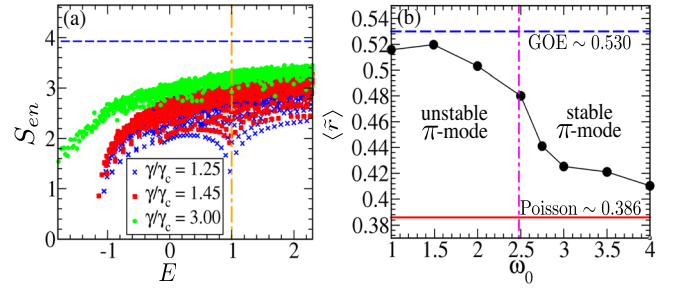 (a)
4
3
2
1
0
S_en
-1
0
1
2
E
γ/γ_c = 1.25
γ/γ_c = 1.45
γ/γ_c = 3.00
(b)
0.54
0.52
0.5
0.48
0.46
0.44
0.42
0.4
0.38
⟨r̃⟩
GOE ~ 0.530
unstable
π-mode
stable
π-mode
Poisson ~ 0.386
1
1.5
2
2.5
3
3.5
4
ω_0